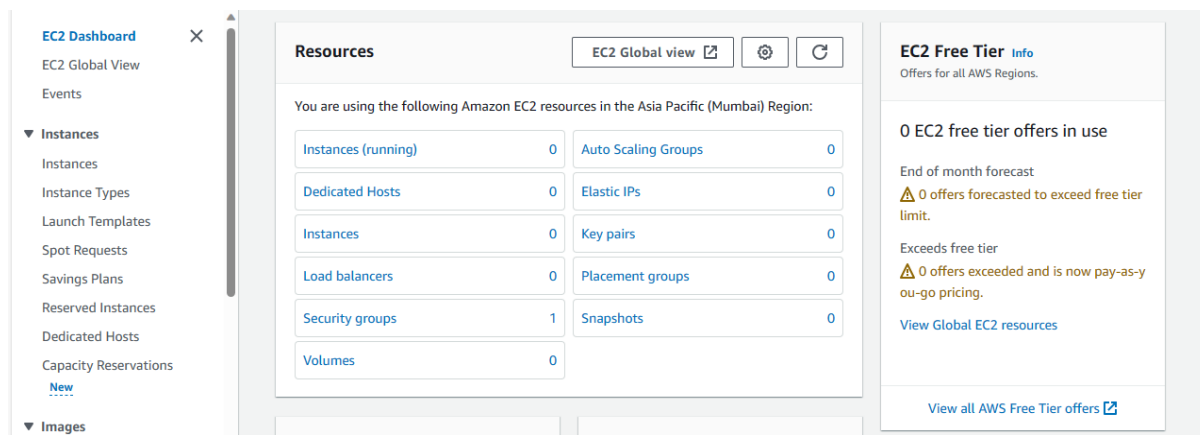 EC2 Dashboard
EC2 Global View
Events
Instances
Instances
Instance Types
Launch Templates
Spot Requests
Savings Plans
Reserved Instances
Dedicated Hosts
Capacity Reservations
New
Images
Resources
EC2 Global view
You are using the following Amazon EC2 resources in the Asia Pacific (Mumbai) Region:
Instances (running) 0 Auto Scaling Groups 0
Dedicated Hosts 0 Elastic IPs 0
Instances 0 Key pairs 0
Load balancers 0 Placement groups 0
Security groups 1 Snapshots 0
Volumes 0
EC2 Free Tier Info
Offers for all AWS Regions.
0 EC2 free tier offers in use
End of month forecast
0 offers forecasted to exceed free tier
limit.
Exceeds free tier
0 offers exceeded and is now pay-as-y
ou-go pricing.
View Global EC2 resources
View all AWS Free Tier offers